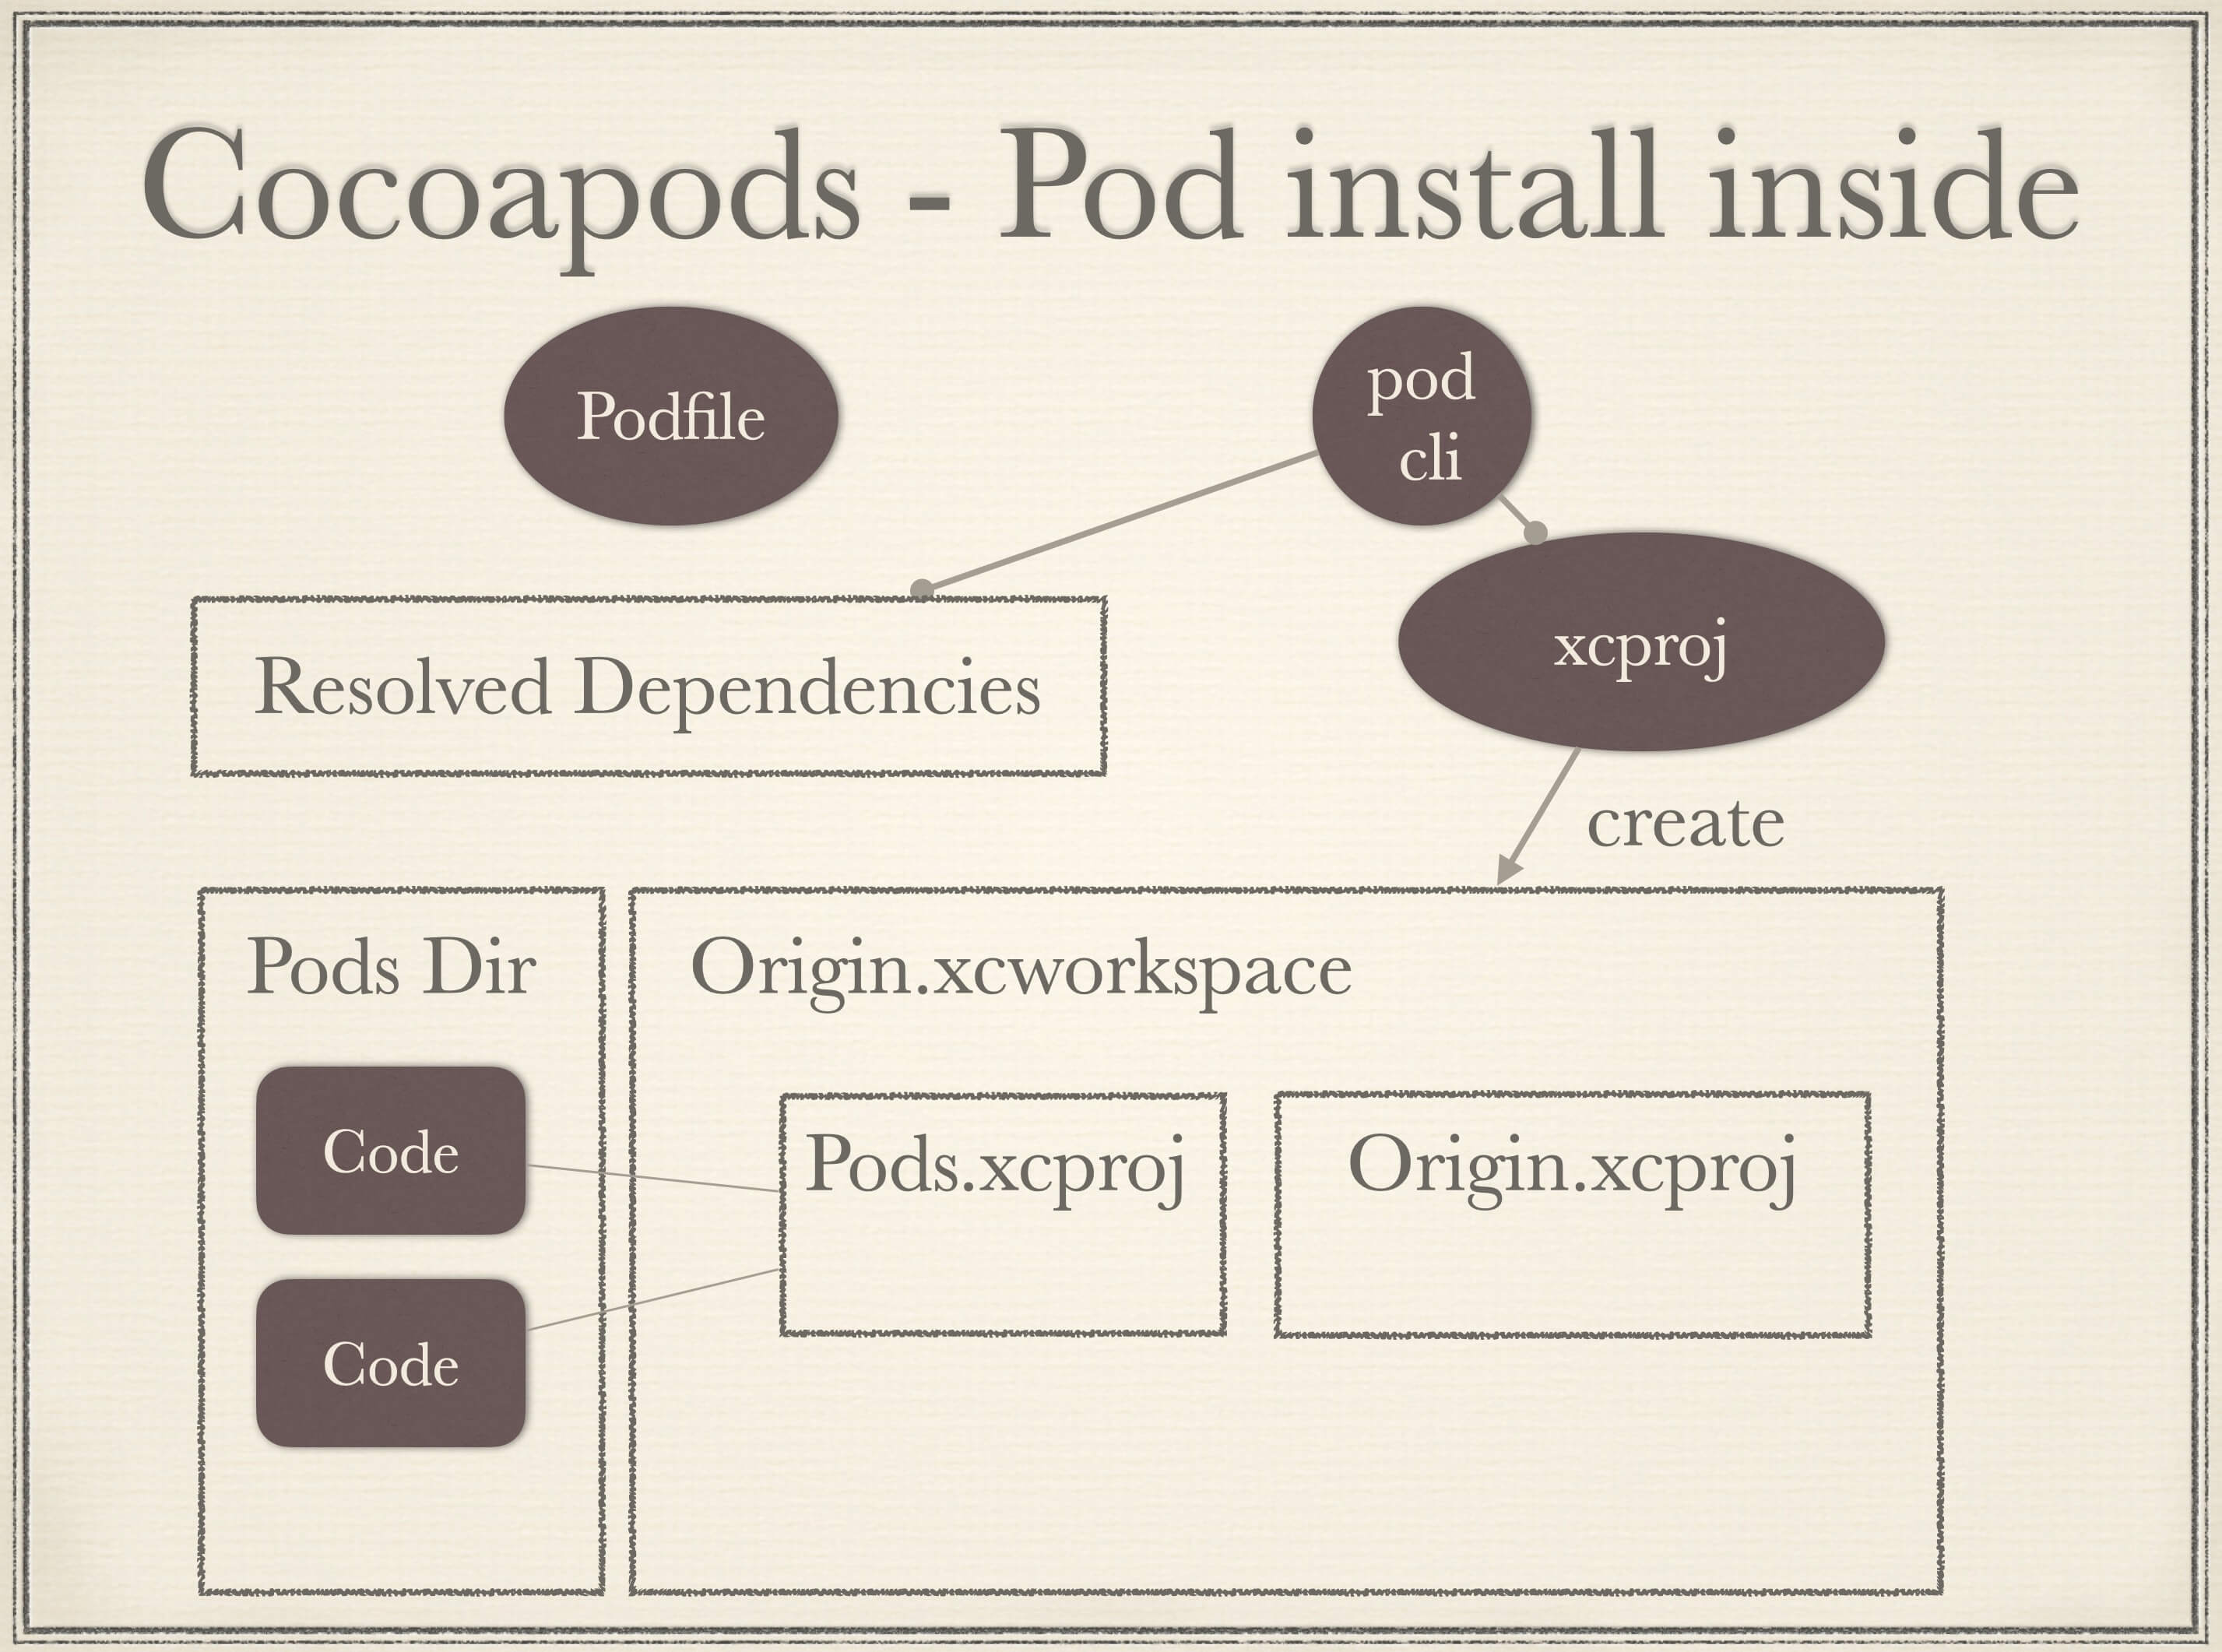 Cocoapods - Pod install inside
Podfile
pod
cli
Resolved Dependencies
xcproj
create
Pods Dir
Origin.xcworkspace
Code
Pods.xcproj
Origin.xcproj
Code